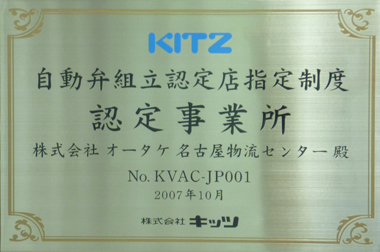 KITZ
自動弁組立認定店指定制度
認定事業所
株式会社 オータケ 名古屋物流センター 殿
No. KVAC-JP001
2007年10月
株式会社 キッツ